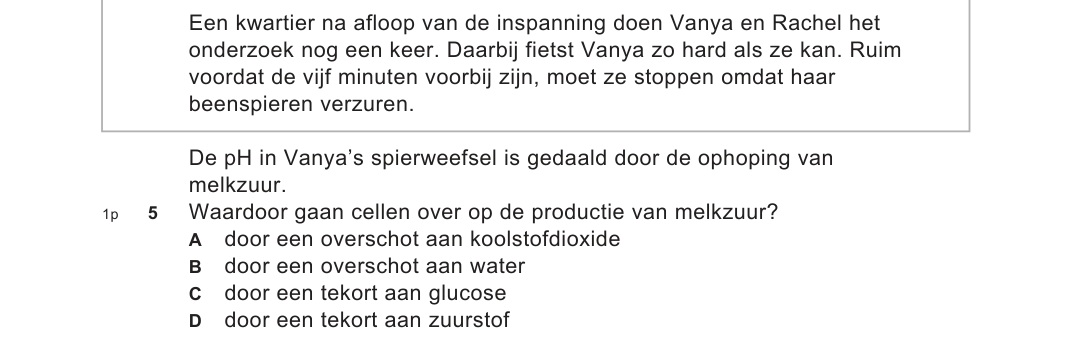 Een kwartier na afloop van de inspanning doen Vanya en Rachel het
onderzoek nog een keer. Daarbij fietst Vanya zo hard als ze kan. Ruim
voordat de vijf minuten voorbij zijn, moet ze stoppen omdat haar
beenspieren verzuren.
De pH in Vanya’s spierweefsel is gedaald door de ophoping van
melkzuur.
1p 5 Waardoor gaan cellen over op de productie van melkzuur?
A door een overschot aan koolstofdioxide
B door een overschot aan water
C door een tekort aan glucose
D door een tekort aan zuurstof